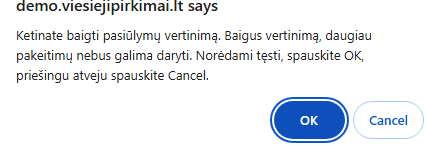 demo.viesiejipirkimai.lt says
Ketinate baigti pasiūlymų vertinimą. Baigus vertinimą, daugiau
pakeitimų nebus galima daryti. Norėdami tęsti, spauskite OK,
priešingu atveju spauskite Cancel.
OK
Cancel